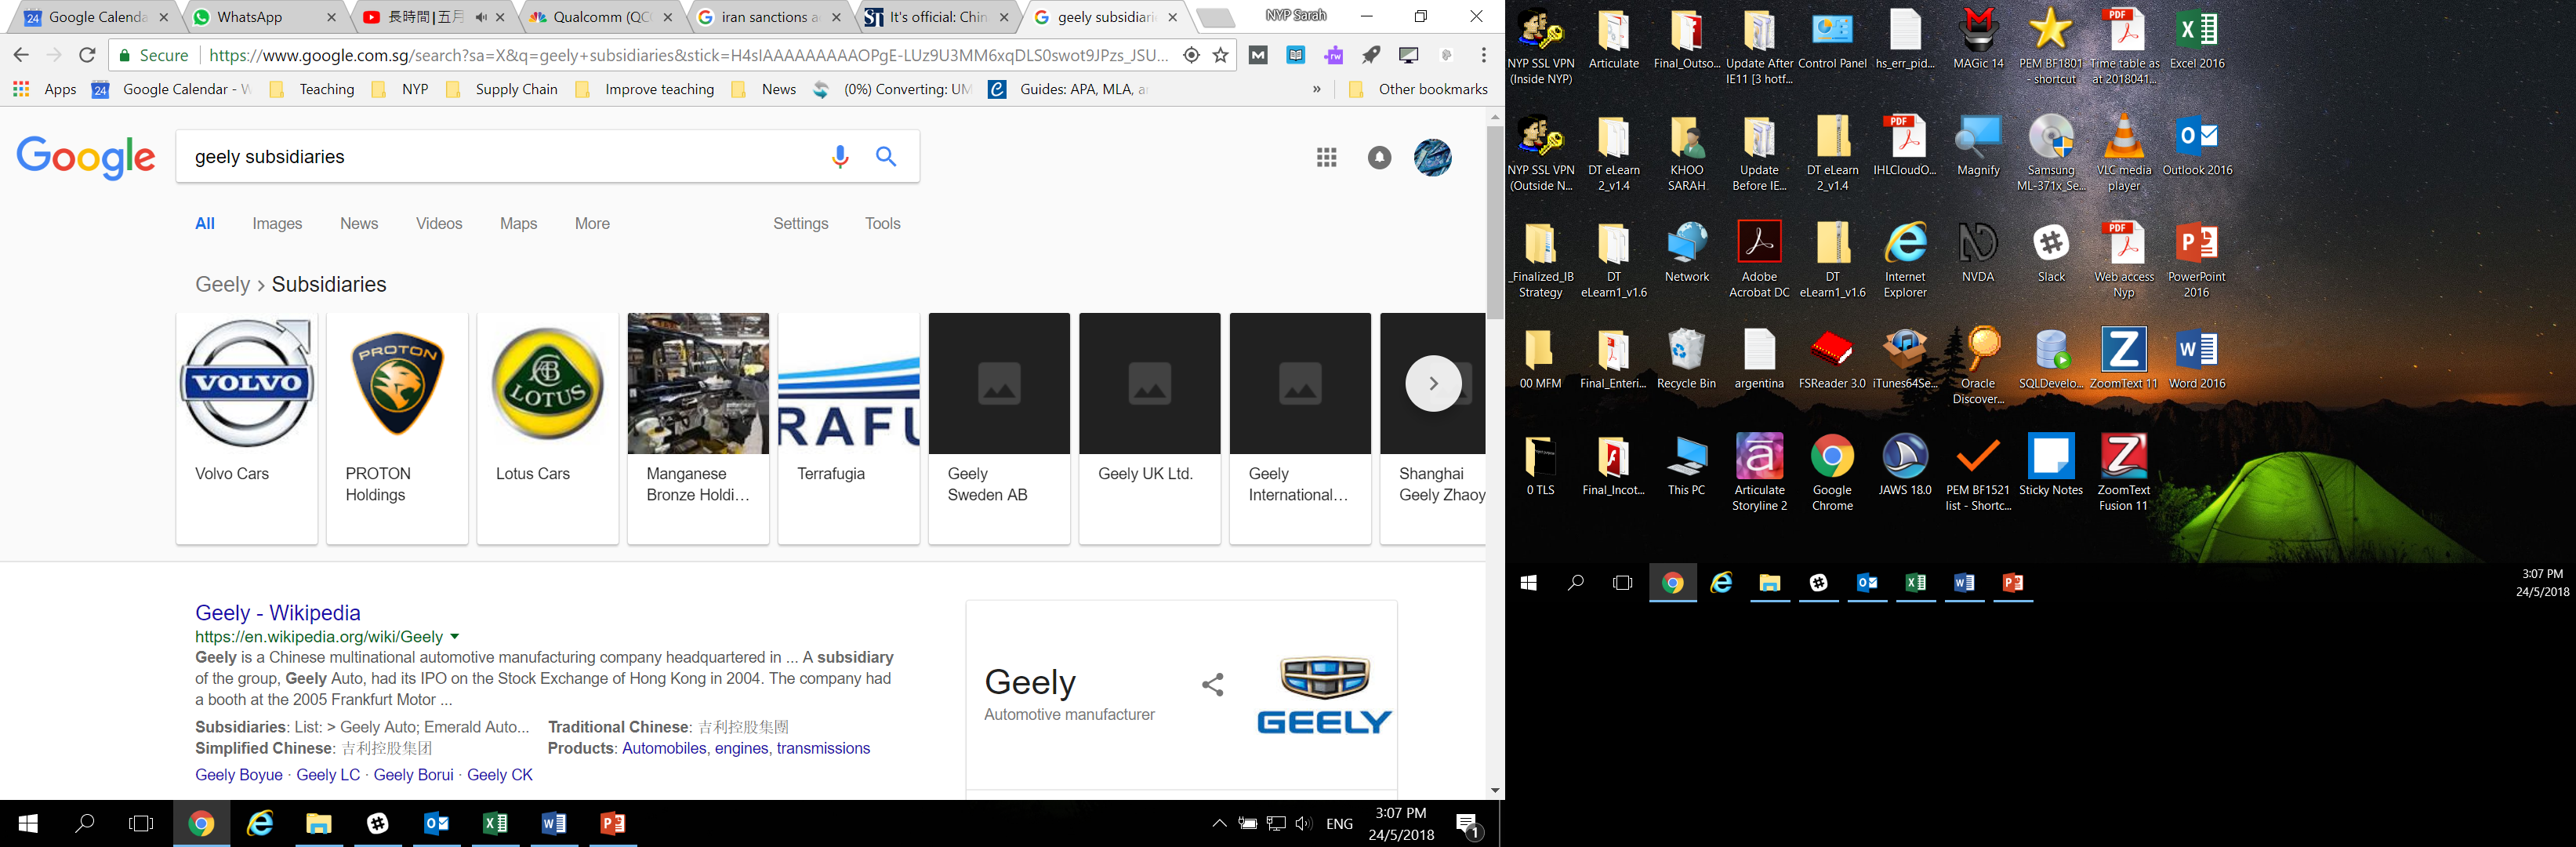 Google Calenda
WhatsApp
長時間|五月
Qualcomm (QC
iran sanctions a
It's official: Chin
geely subsidiari
NYP Sarah
Secure
https://www.google.com.sg/search?sa=X&q=geely+subsidiaries&stick=H4sIAAAAAAAAAOPgE-LUz9U3MM6xqDLS0swot9JPzs_JSU...
Apps
Google Calendar - W
Teaching
NYP
Supply Chain
Improve teaching
News
(0%) Converting: UM
Guides: APA, MLA, a
»
Other bookmarks
Google
geely subsidiaries
All
Images
News
Videos
Maps
More
Settings
Tools
Geely > Subsidiaries
VOLVO
PROTON
LOTUS
RAFU
Volvo Cars
PROTON
Holdings
Lotus Cars
Manganese
Bronze Holdi...
Terrafugia
Geely
Sweden AB
Geely UK Ltd.
Geely
International...
Shanghai
Geely Zhaoy
Geely - Wikipedia
https://en.wikipedia.org/wiki/Geely
Geely is a Chinese multinational automotive manufacturing company headquartered in ... A subsidiary
of the group, Geely Auto, had its IPO on the Stock Exchange of Hong Kong in 2004. The company had
a booth at the 2005 Frankfurt Motor ...
Subsidiaries: List: > Geely Auto; Emerald Auto...
Traditional Chinese: 吉利控股集團
Simplified Chinese: 吉利控股集团
Products: Automobiles, engines, transmissions
Geely Boyue · Geely LC · Geely Borui · Geely CK
Geely
Automotive manufacturer
GEELY
ENG
3:07 PM
24/5/2018
1
NYP SSL VPN
(Inside NYP)
Articulate
Final_Outso...
Update After
IE11 [3 hotf...
Control Panel
hs_err_pid...
MAGic 14
PEM BF1801
- shortcut
PDF
Time table as
at 2018041...
Excel 2016
NYP SSL VPN
(Outside N...
DT eLearn
2_v1.4
KHOO
SARAH
Update
Before IE...
DT eLearn
2_v1.4
PDF
IHLCloudO...
Magnify
Samsung
ML-371x_Se...
VLC media
player
Outlook 2016
_Finalized_IB
Strategy
DT
eLearn1_v1.6
Network
Adobe
Acrobat DC
DT
eLearn1_v1.6
Internet
Explorer
NVDA
Slack
PDF
Web access
Nyp
PowerPoint
2016
00 MFM
Final_Enteri...
Recycle Bin
argentina
FSReader 3.0
iTunes64Se...
Oracle
Discover...
SQLDevelo...
ZoomText 11
Word 2016
0 TLS
Final_Incot...
This PC
Articulate
Storyline 2
Google
Chrome
JAWS 18.0
PEM BF1521
list - Shortc...
Sticky Notes
ZoomText
Fusion 11
3:07 PM
24/5/2018